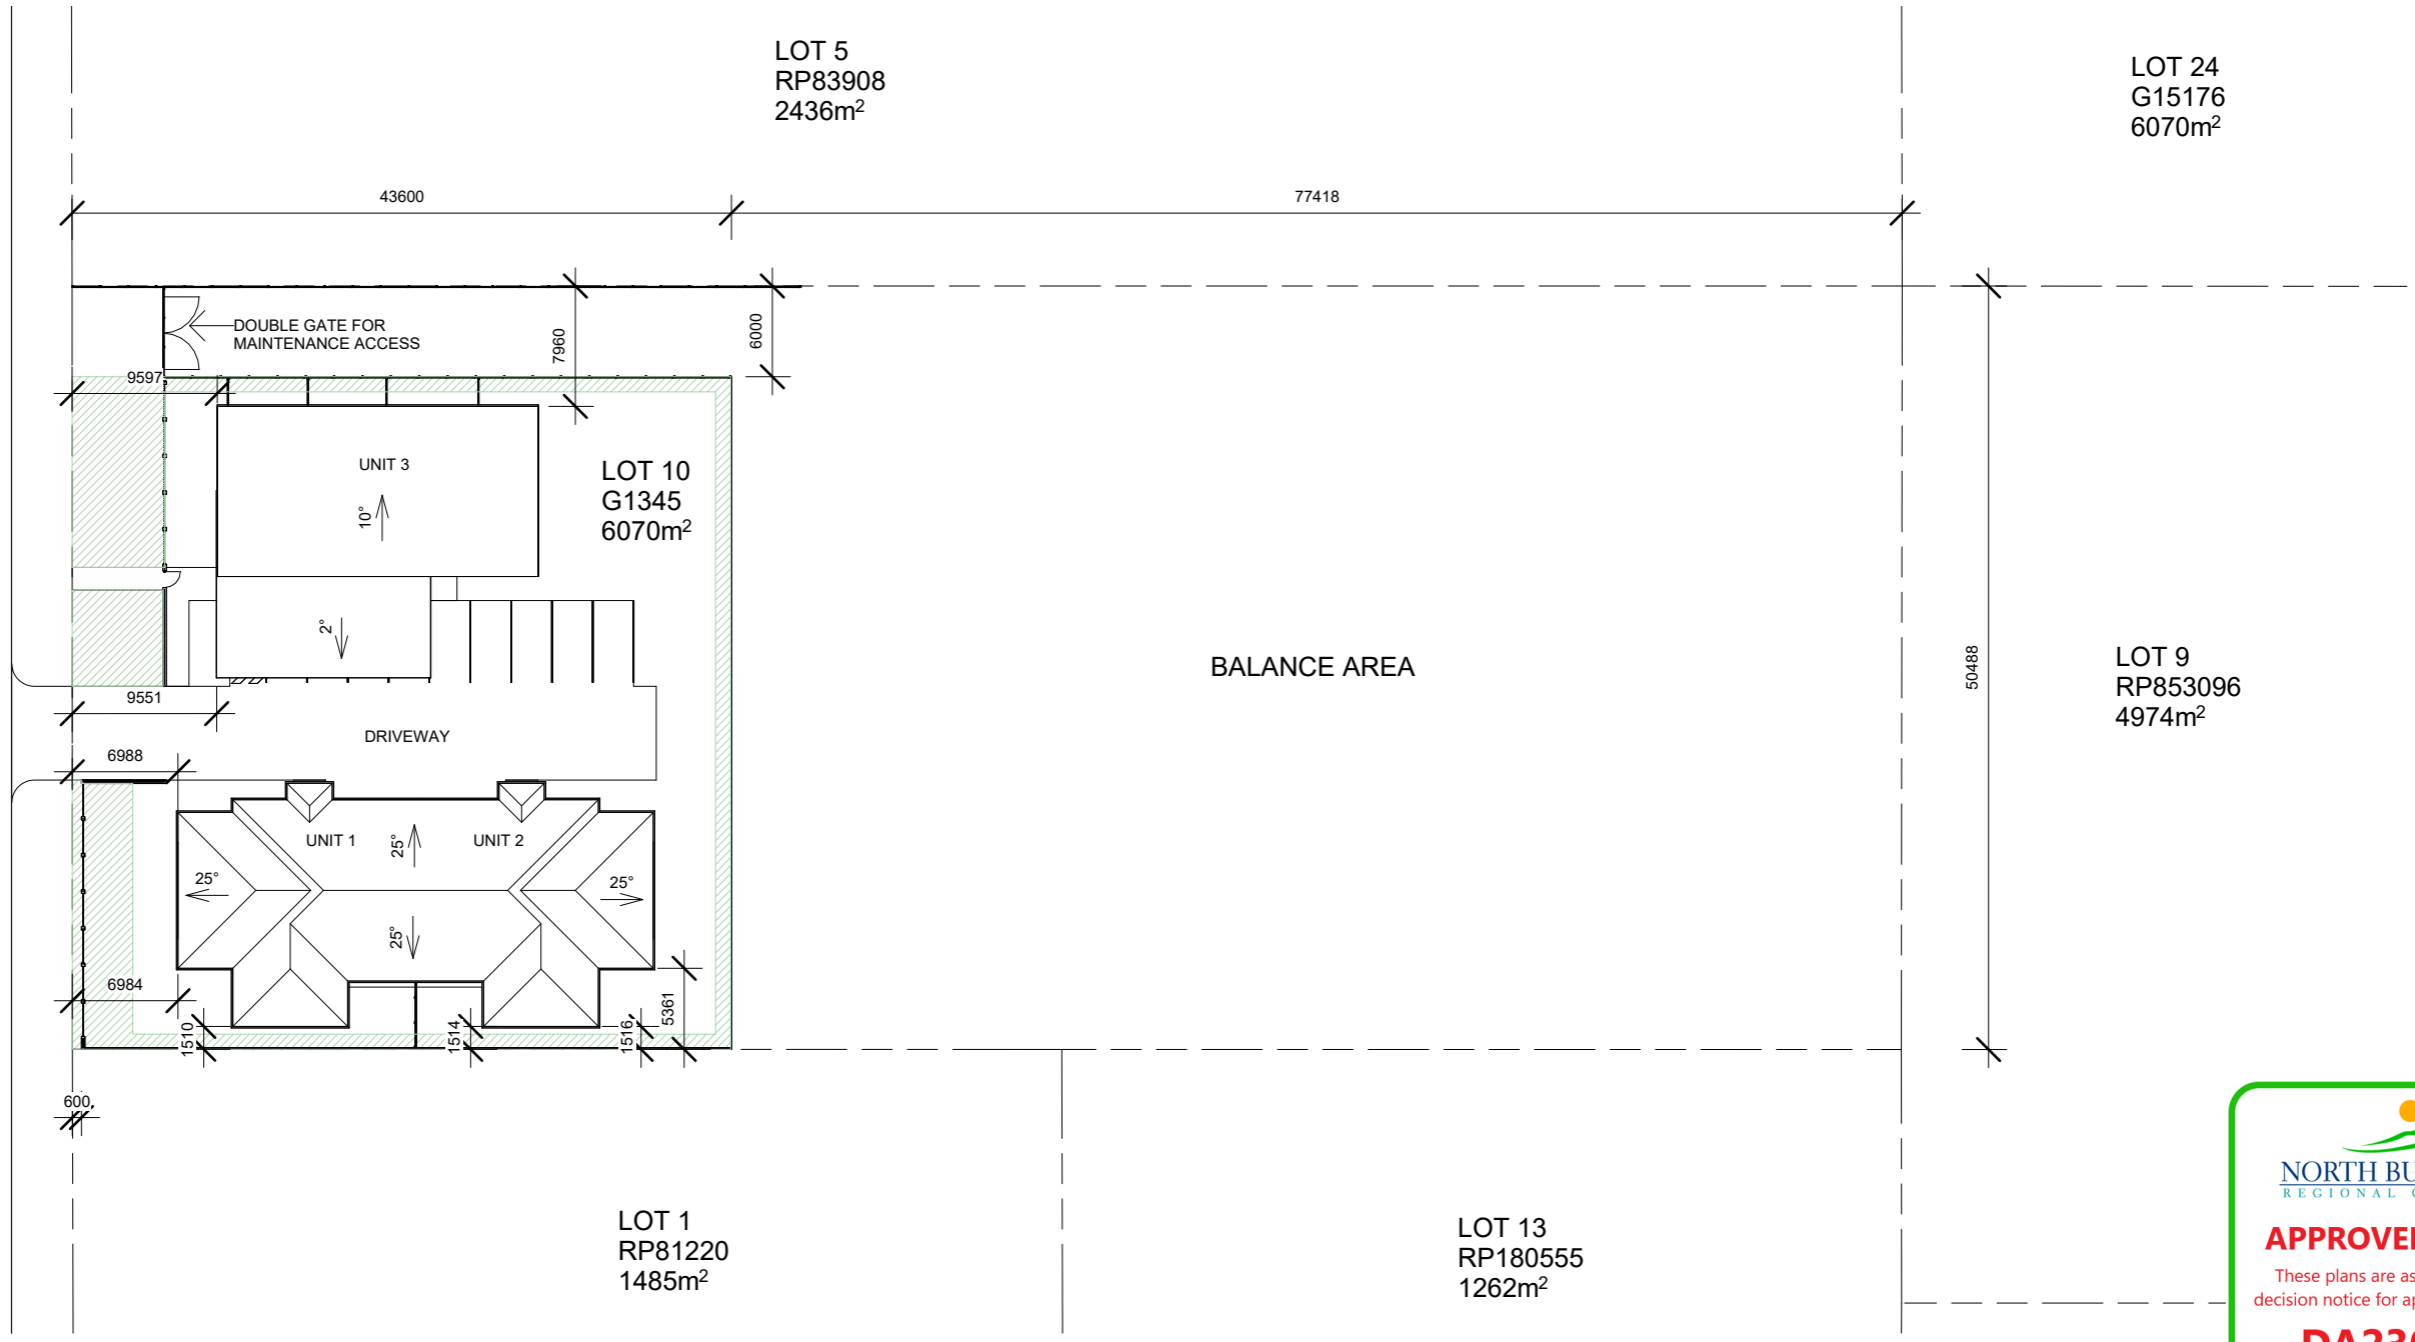 LOT 5
RP83908
2436m²
LOT 24
G15176
6070m²
43600
77418
DOUBLE GATE FOR
MAINTENANCE ACCESS
7960
6000
9597
UNIT 3
10°
LOT 10
G1345
6070m²
2°
BALANCE AREA
50488
LOT 9
RP853096
4974m²
9551
DRIVEWAY
6988
UNIT 1
25°
UNIT 2
25°
25°
25°
6984
1510
1514
1516
5361
600
LOT 1
RP81220
1485m²
LOT 13
RP180555
1262m²
NORTH BU
REGIONAL
APPROVE
These plans are as
decision notice for